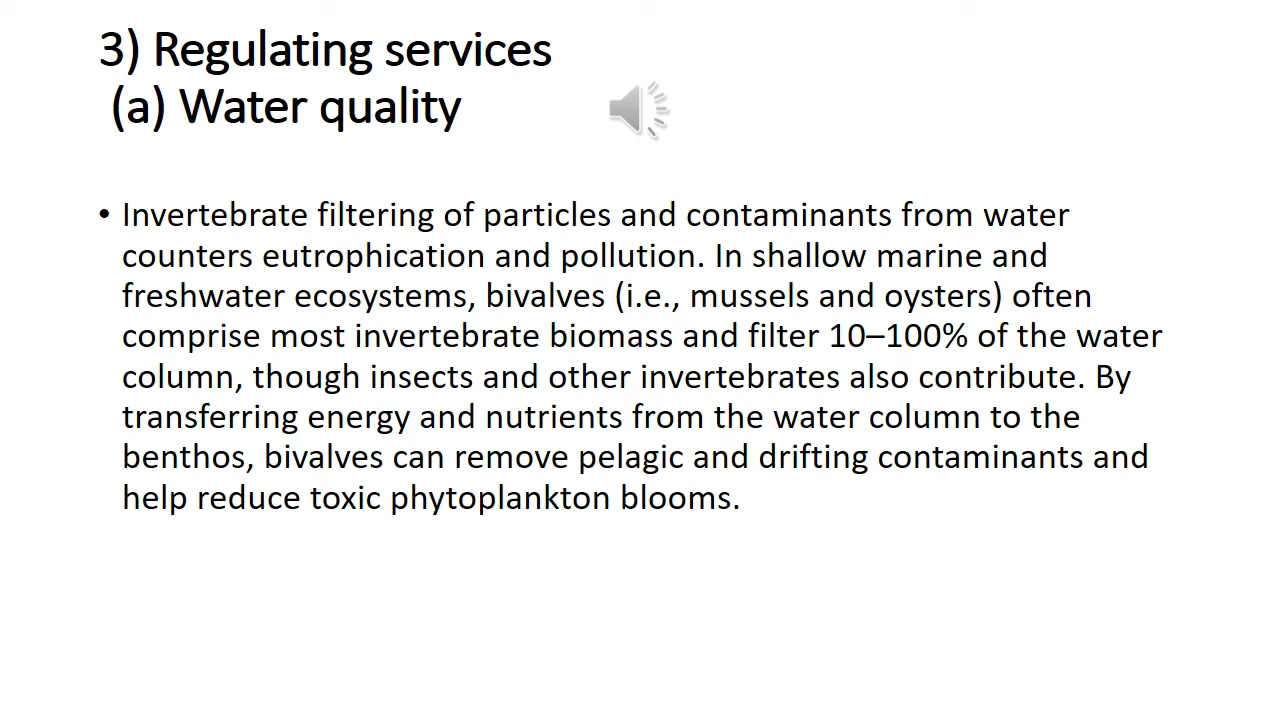 3) Regulating services
(a) Water quality
• Invertebrate filtering of particles and contaminants from water
counters eutrophication and pollution. In shallow marine and
freshwater ecosystems, bivalves (i.e., mussels and oysters) often
comprise most invertebrate biomass and filter 10–100% of the water
column, though insects and other invertebrates also contribute. By
transferring energy and nutrients from the water column to the
benthos, bivalves can remove pelagic and drifting contaminants and
help reduce toxic phytoplankton blooms.